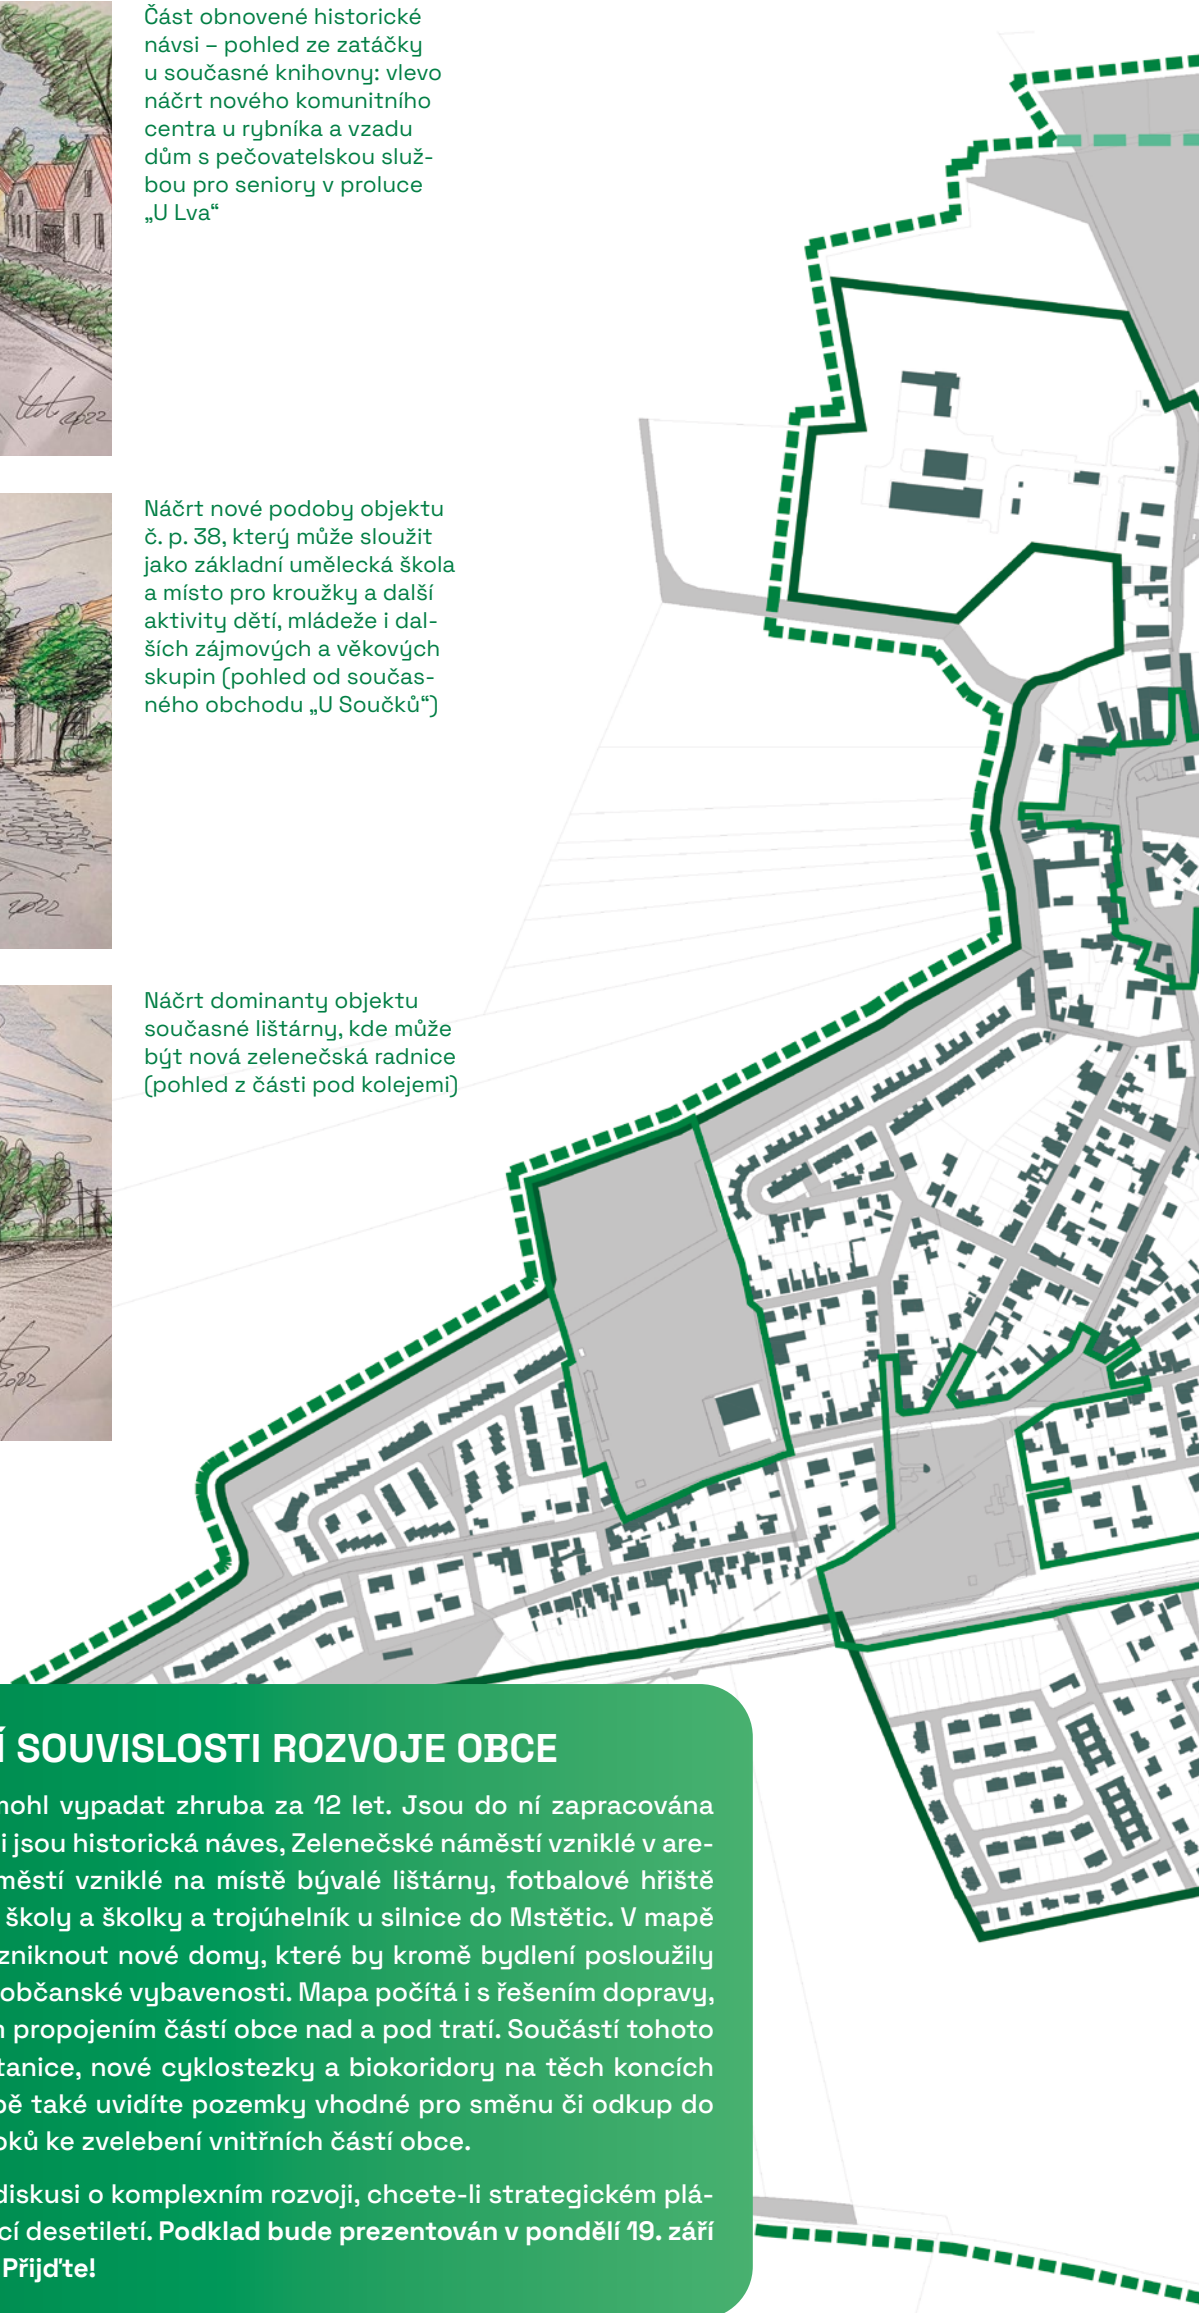 Část obnovené historické
návsi – pohled ze zatáčky
u současné knihovny: vlevo
náčrt nového komunitního
centra u rybníka a vzadu
dům s pečovatelskou služ-
bou pro seniory v proluce
„U Lva“
2022
Náčrt nové podoby objektu
č. p. 38, který může sloužit
jako základní umělecká škola
a místo pro kroužky a další
aktivity dětí, mládeže i dal-
ších zájmových a věkových
skupin (pohled od součas-
ného obchodu „U Součků“)
2022
Náčrt dominanty objektu
současné lištárny, kde může
být nová zelenečská radnice
(pohled z části pod kolejemi)
2022
Í SOUVISLOSTI ROZVOJE OBCE
mohl vypadat zhruba za 12 let. Jsou do ní zapracována
i jsou historická náves, Zelenečské náměstí vzniklé v are-
městí vzniklé na místě bývalé lištárny, fotbalové hřiště
školy a školky a trojúhelník u silnice do Mstětic. V mapě
zniknout nové domy, které by kromě bydlení posloužily
občanské vybavenosti. Mapa počítá i s řešením dopravy,
propojením částí obce nad a pod tratí. Součástí tohoto
tanice, nové cyklostezky a biokoridory na těch koncích
pě také uvidíte pozemky vhodné pro směnu či odkup do
oků ke zvelebení vnitřních částí obce.
diskusi o komplexním rozvoji, chcete-li strategickém plá-
cí desetiletí. Podklad bude prezentován v pondělí 19. září
Přijďte!